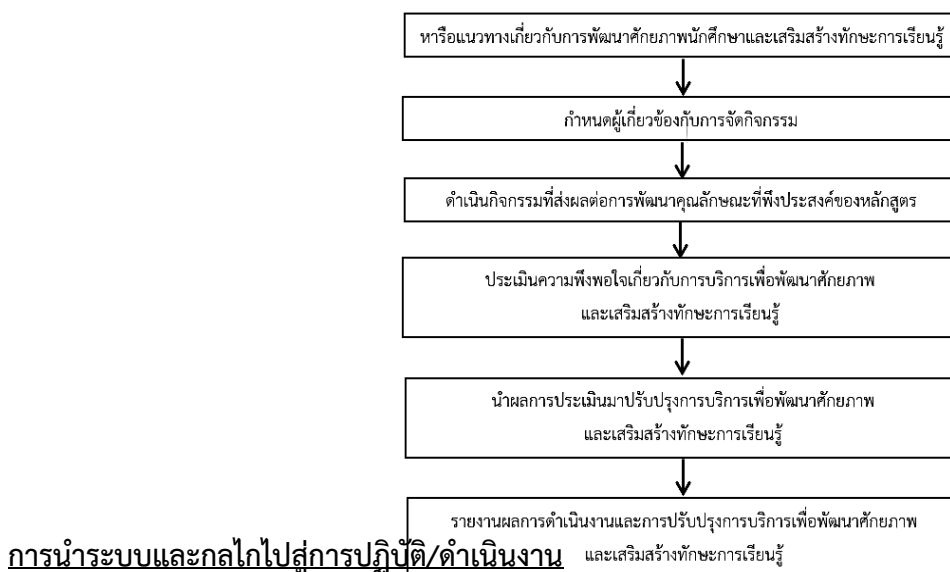 หารือแนวทางเกี่ยวกับการพัฒนาศักยภาพนักศึกษาและเสริมสร้างทักษะการเรียนรู้
กำหนดผู้เกี่ยวข้องกับการจัดกิจกรรม
ดำเนินกิจกรรมที่ส่งผลต่อการพัฒนาคุณลักษณะที่พึงประสงค์ของหลักสูตร
ประเมินความพึงพอใจเกี่ยวกับการบริการเพื่อพัฒนาศักยภาพ
และเสริมสร้างทักษะการเรียนรู้
นำผลการประเมินมาปรับปรุงการบริการเพื่อพัฒนาศักยภาพ
และเสริมสร้างทักษะการเรียนรู้
รายงานผลการดำเนินงานและการปรับปรุงการบริการเพื่อพัฒนาศักยภาพ
และเสริมสร้างทักษะการเรียนรู้
การนำระบบและกลไกไปสู่การปฏิบัติ/ดำเนินงาน